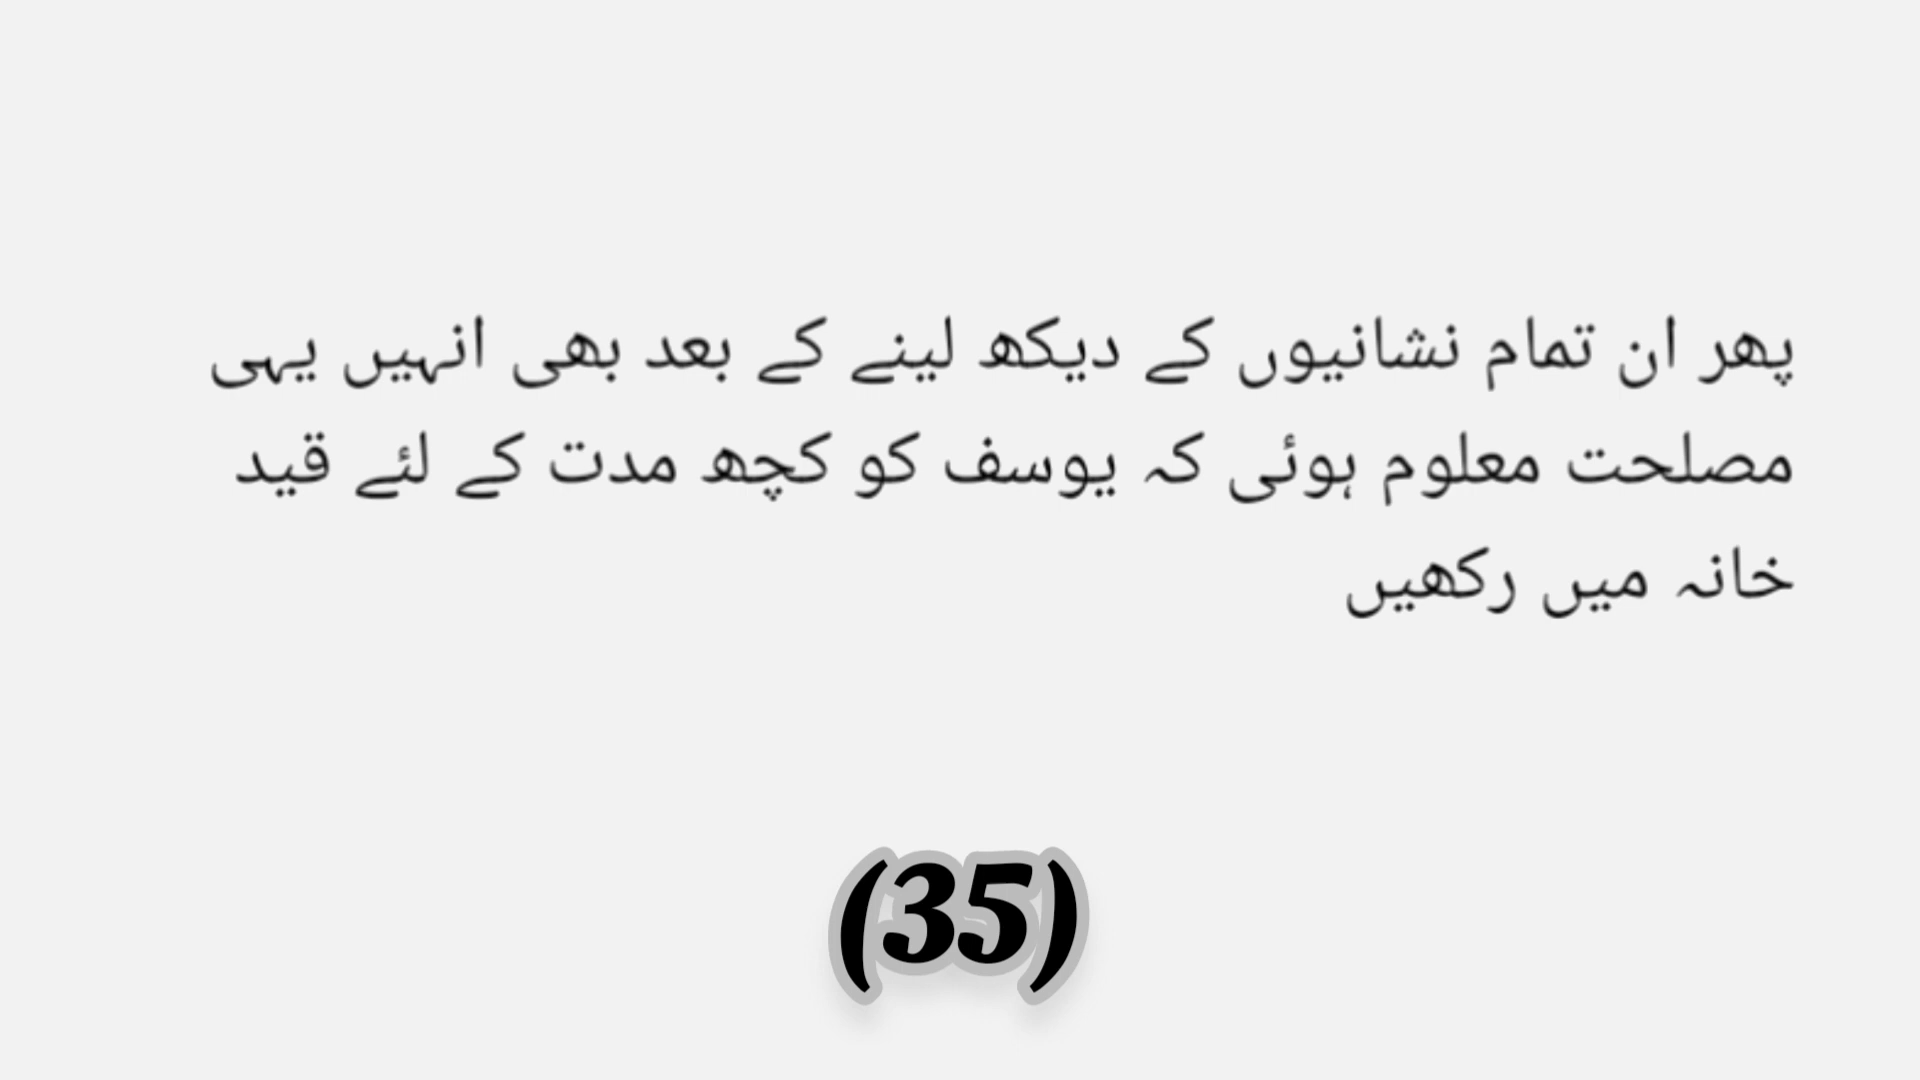 پھر ان تمام نشانیوں کے دیکھ لینے کے بعد بھی انہیں یہی
مصلحت معلوم ہوئی کہ یوسف کو کچھ مدت کے لئے قید
خانہ میں رکھیں
(35)